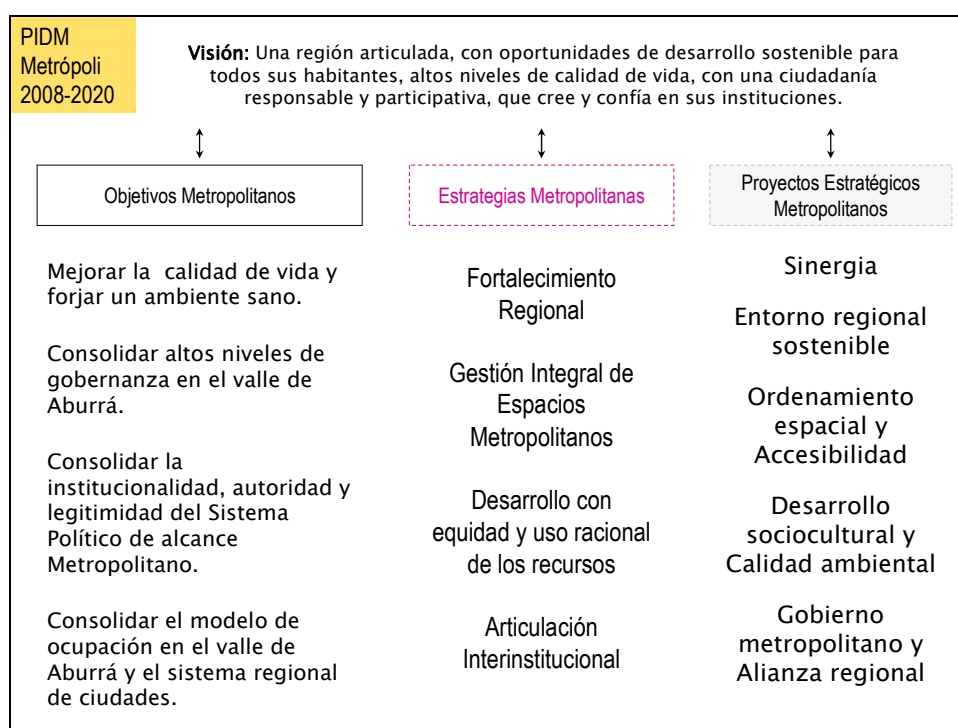 PIDM
Metrópoli
2008-2020
Visión: Una región articulada, con oportunidades de desarrollo sostenible para
todos sus habitantes, altos niveles de calidad de vida, con una ciudadanía
responsable y participativa, que cree y confía en sus instituciones.
Objetivos Metropolitanos
Mejorar la calidad de vida y
forjar un ambiente sano.
Consolidar altos niveles de
gobernanza en el valle de
Aburrá.
Consolidar la
institucionalidad, autoridad y
legitimidad del Sistema
Político de alcance
Metropolitano.
Consolidar el modelo de
ocupación en el valle de
Aburrá y el sistema regional
de ciudades.
Estrategias Metropolitanas
Fortalecimiento
Regional
Gestión Integral de
Espacios
Metropolitanos
Desarrollo con
equidad y uso racional
de los recursos
Articulación
Interinstitucional
Proyectos Estratégicos
Metropolitanos
Sinergia
Entorno regional
sostenible
Ordenamiento
espacial y
Accesibilidad
Desarrollo
sociocultural y
Calidad ambiental
Gobierno
metropolitano y
Alianza regional